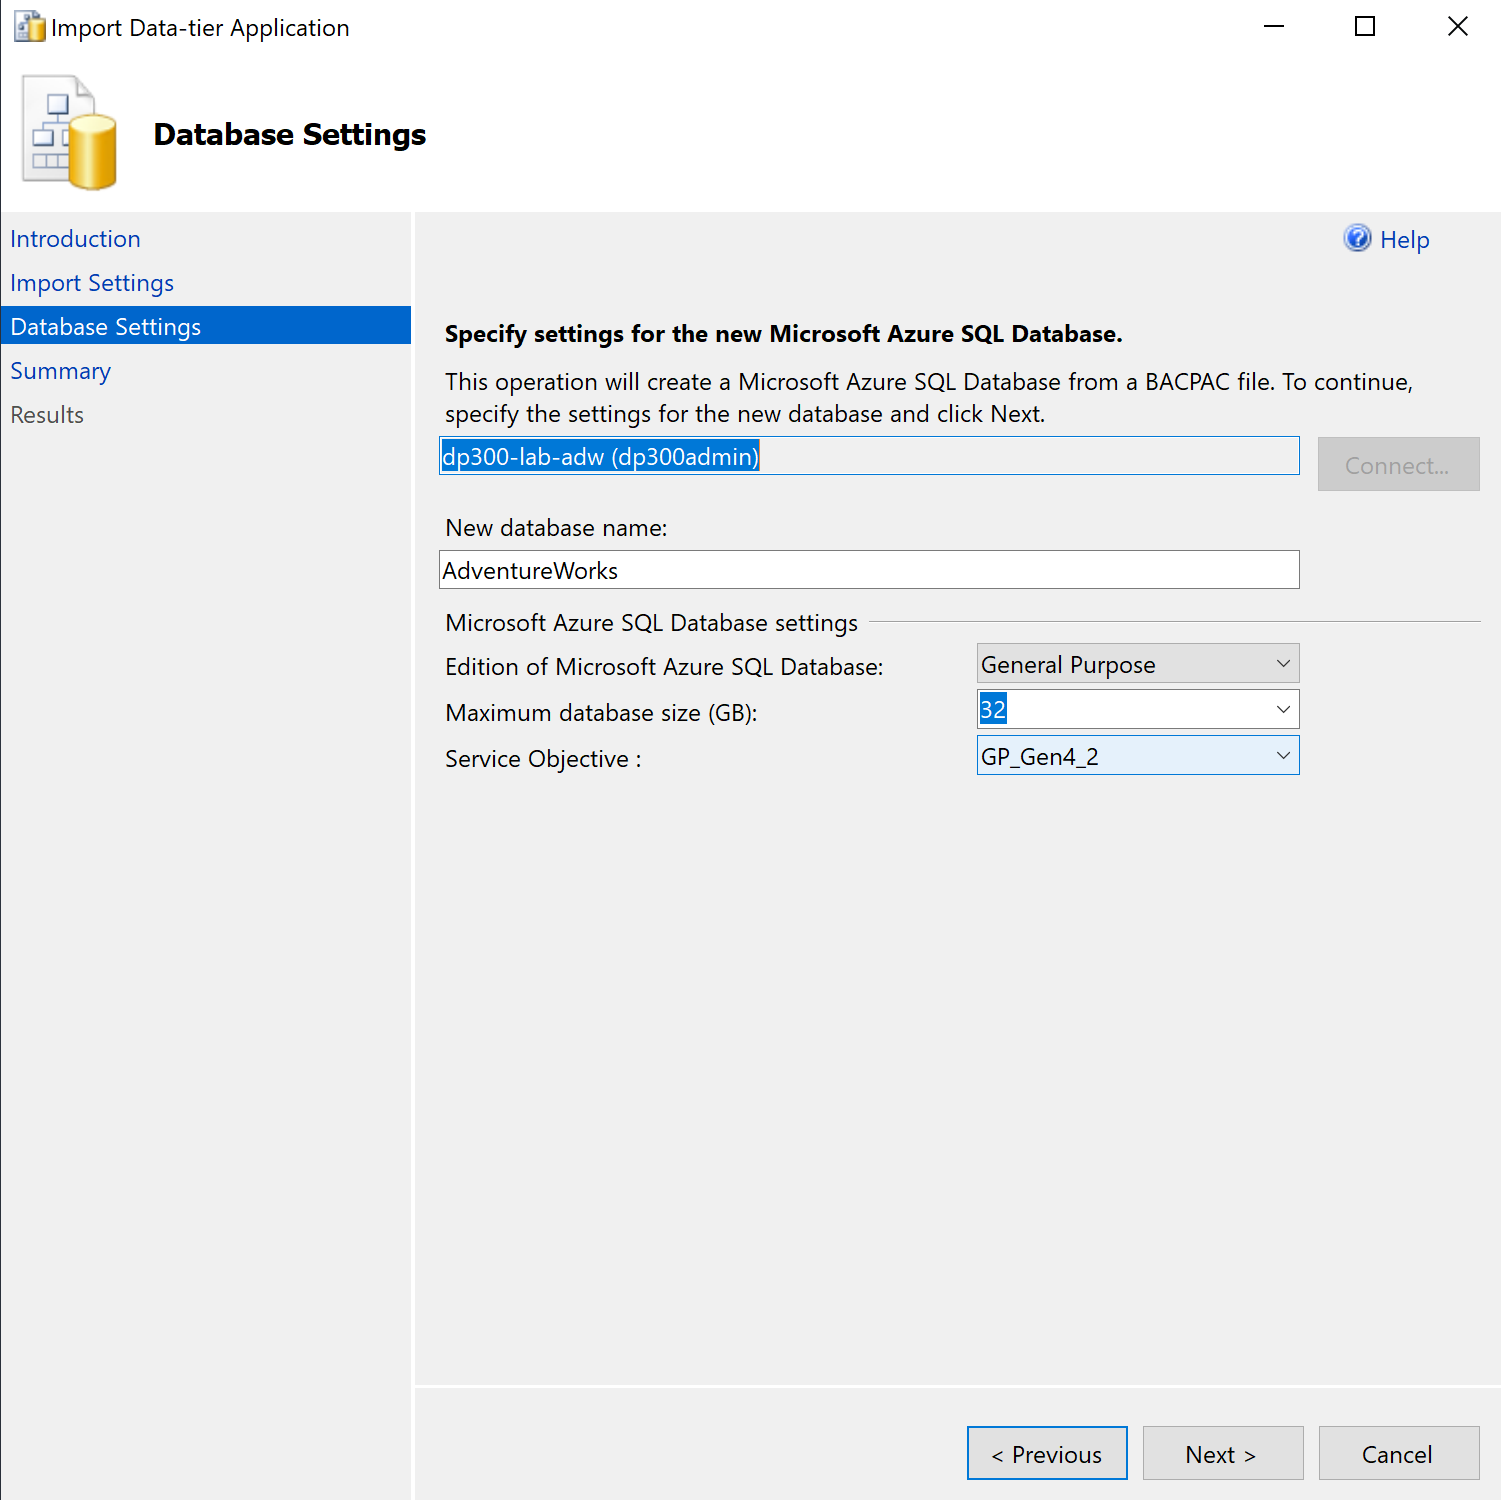 Import Data-tier Application
Database Settings
Introduction
Import Settings
Database Settings
Summary
Results
Help
Specify settings for the new Microsoft Azure SQL Database.
This operation will create a Microsoft Azure SQL Database from a BACPAC file. To continue,
specify the settings for the new database and click Next.
dp300-lab-adw (dp300admin)
Connect...
New database name:
AdventureWorks
Microsoft Azure SQL Database settings
Edition of Microsoft Azure SQL Database:
General Purpose
Maximum database size (GB):
32
Service Objective :
GP_Gen4_2
< Previous
Next >
Cancel